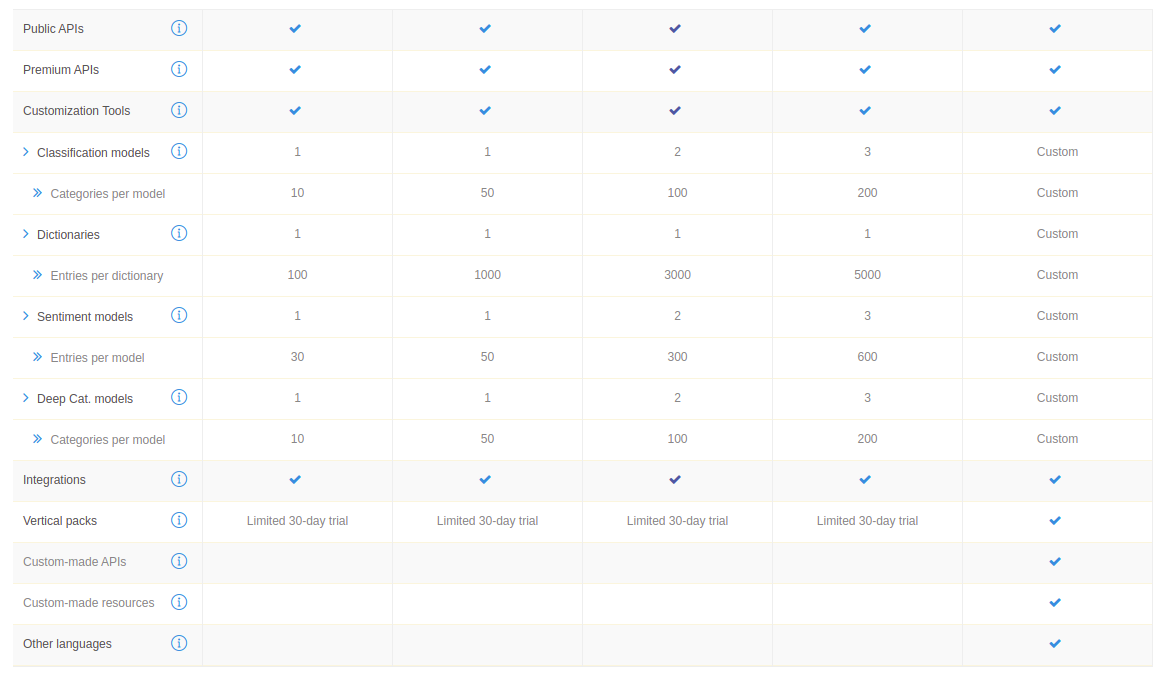 Public APIs
Premium APIs
Customization Tools
Classification models 1 1 2 3 Custom
Categories per model 10 50 100 200 Custom
Dictionaries 1 1 1 1 Custom
Entries per dictionary 100 1000 3000 5000 Custom
Sentiment models 1 1 2 3 Custom
Entries per model 30 50 300 600 Custom
Deep Cat. models 1 1 2 3 Custom
Categories per model 10 50 100 200 Custom
Integrations
Vertical packs Limited 30-day trial Limited 30-day trial Limited 30-day trial Limited 30-day trial
Custom-made APIs
Custom-made resources
Other languages